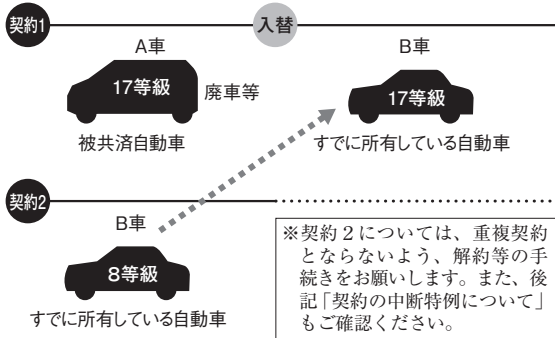 契約1
入替
A車
B車
17等級
廃車等
17等級
被共済自動車
すでに所有している自動車
契約2
B車
8等級
すでに所有している自動車
※契約2については、重複契約
とならないよう、解約等の手
続きをお願いします。また、後
記「契約の中断特例について」
もご確認ください。